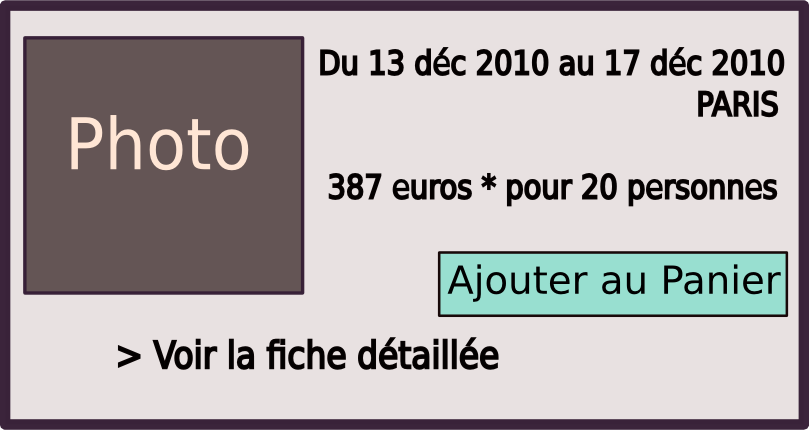 Photo
Du 13 déc 2010 au 17 déc 2010
PARIS
387 euros * pour 20 personnes
Ajouter au Panier
> Voir la fiche détaillée